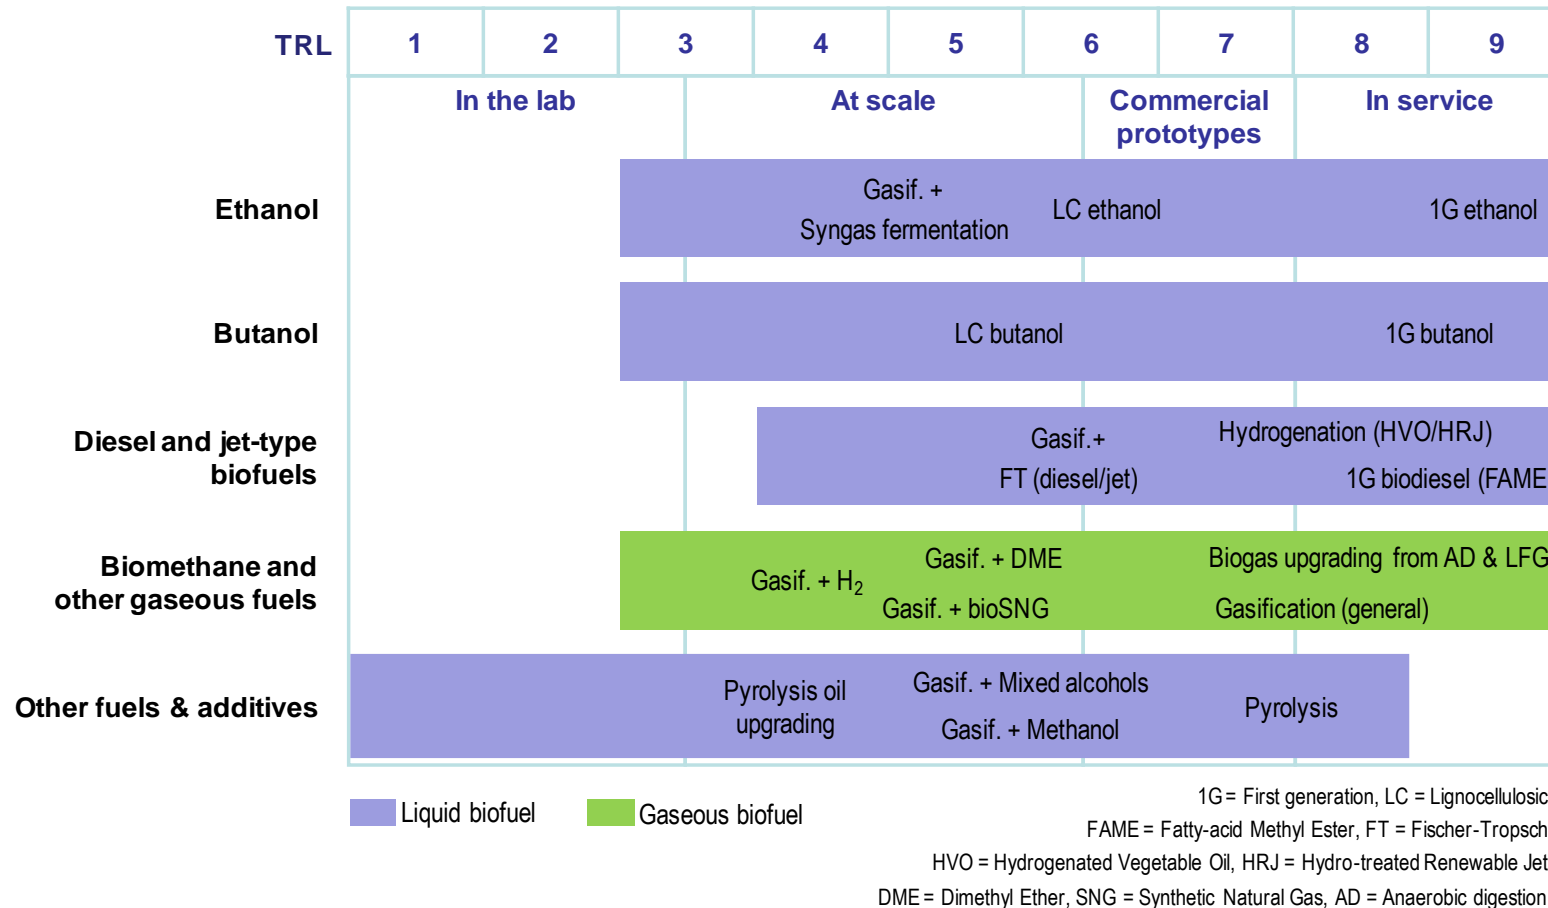 TRL 1 2 3 4 5 6 7 8 9
In the lab At scale Commercial In service
prototypes
Ethanol
Gasif. +
Syngas fermentation
LC ethanol
1G ethanol
Butanol
LC butanol
1G butanol
Diesel and jet-type
biofuels
Gasif.+
FT (diesel/jet)
Hydrogenation (HVO/HRJ)
1G biodiesel (FAME
Biomethane and
other gaseous fuels
Gasif. + H₂
Gasif. + DME
Gasif. + bioSNG
Biogas upgrading from AD & LFG
Gasification (general)
Other fuels & additives
Pyrolysis oil
upgrading
Gasif. + Mixed alcohols
Gasif. + Methanol
Pyrolysis
Liquid biofuel
Gaseous biofuel
1G = First generation, LC = Lignocellulosic
FAME = Fatty-acid Methyl Ester, FT = Fischer-Tropsch
HVO = Hydrogenated Vegetable Oil, HRJ = Hydro-treated Renewable Jet
DME = Dimethyl Ether, SNG = Synthetic Natural Gas, AD = Anaerobic digestion